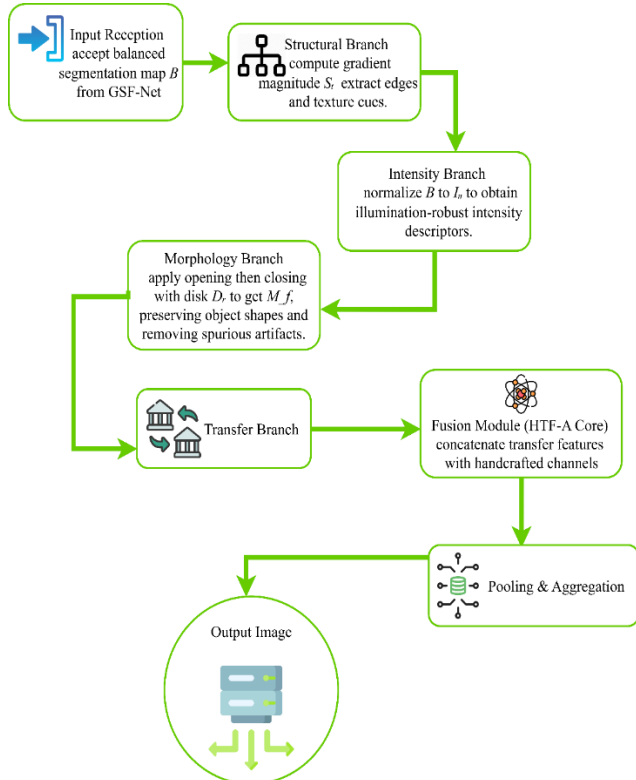 Input Reception
accept balanced
segmentation map B
from GSF-Net
Structural Branch
compute gradient
magnitude Sₜ extract edges
and texture cues.
Intensity Branch
normalize B to Iₙ to obtain
illumination-robust intensity
descriptors.
Morphology Branch
apply opening then closing
with disk Dᵣ to get M_f,
preserving object shapes and
removing spurious artifacts.
Transfer Branch
Fusion Module (HTF-A Core)
concatenate transfer features
with handcrafted channels
Pooling & Aggregation
Output Image